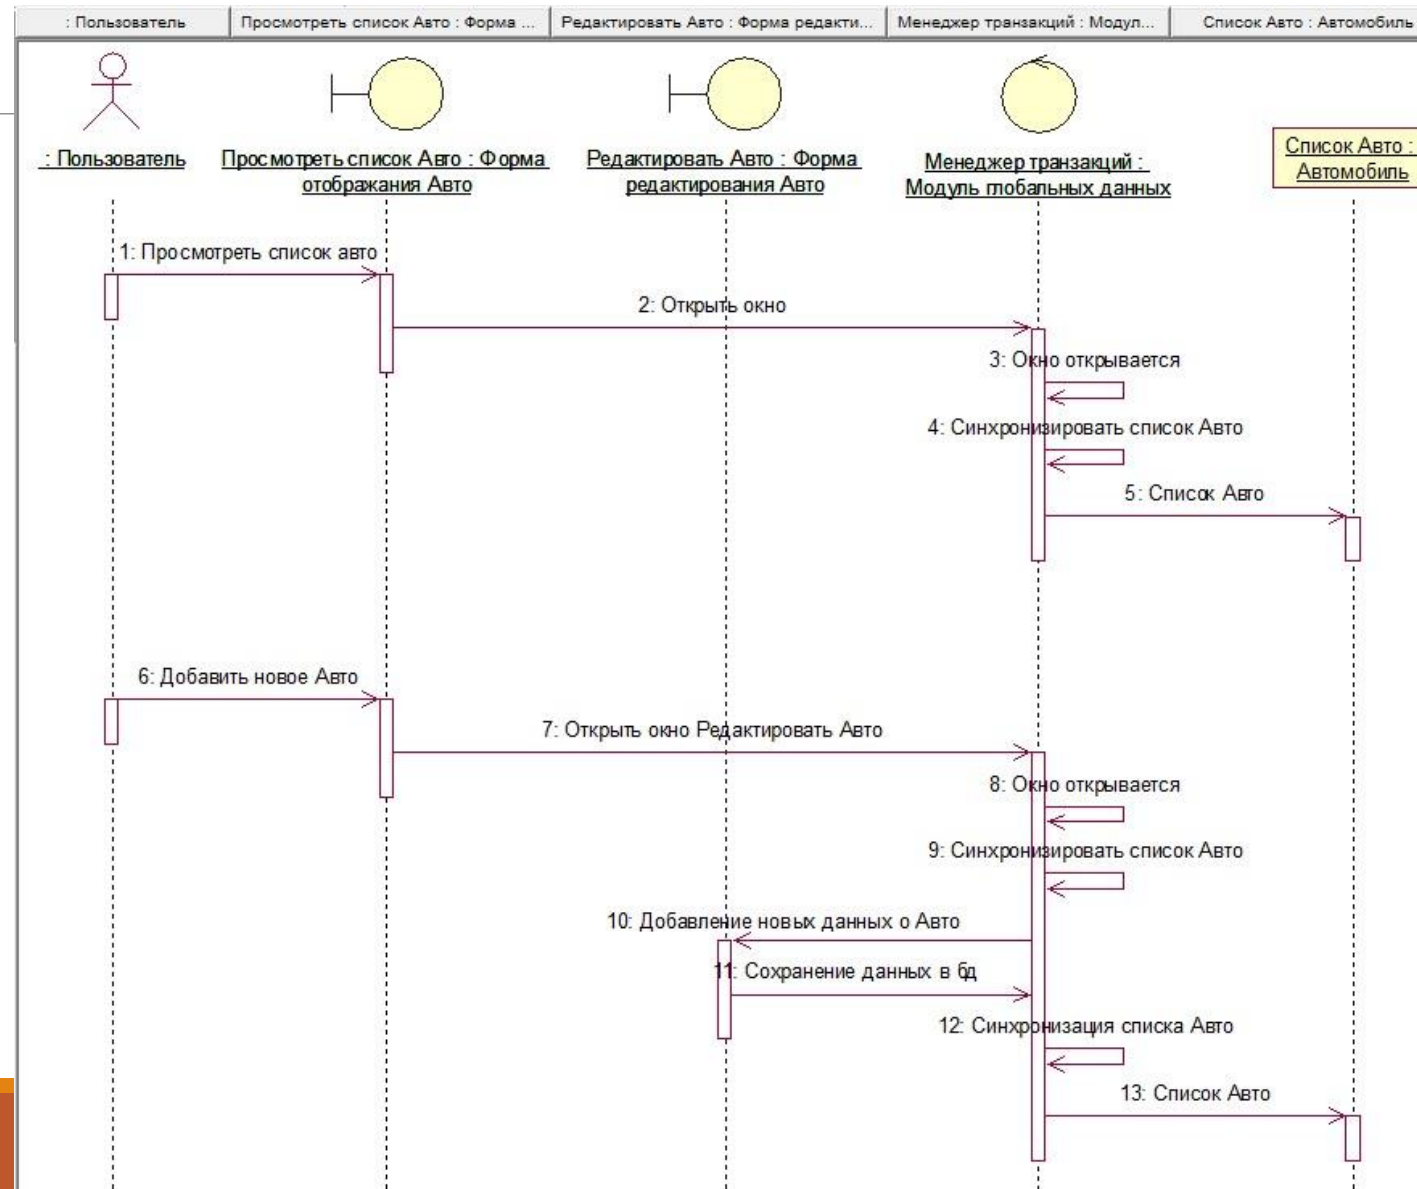 : Пользователь
Просмотреть список Авто : Форма ...
Редактировать Авто : Форма редакти...
Менеджер транзакций : Модул...
Список Авто : Автомобиль
: Пользователь
Просмотреть список Авто : Форма
отображания Авто
Редактировать Авто : Форма
редактирования Авто
Менеджер транзакций :
Модуль глобальных данных
Список Авто :
Автомобиль
1: Просмотреть список авто
2: Открыть окно
3: Окно открывается
4: Синхронизировать список Авто
5: Список Авто
6: Добавить новое Авто
7: Открыть окно Редактировать Авто
8: Окно открывается
9: Синхронизировать список Авто
10: Добавление новых данных о Авто
11: Сохранение данных в бд
12: Синхронизация списка Авто
13: Список Авто